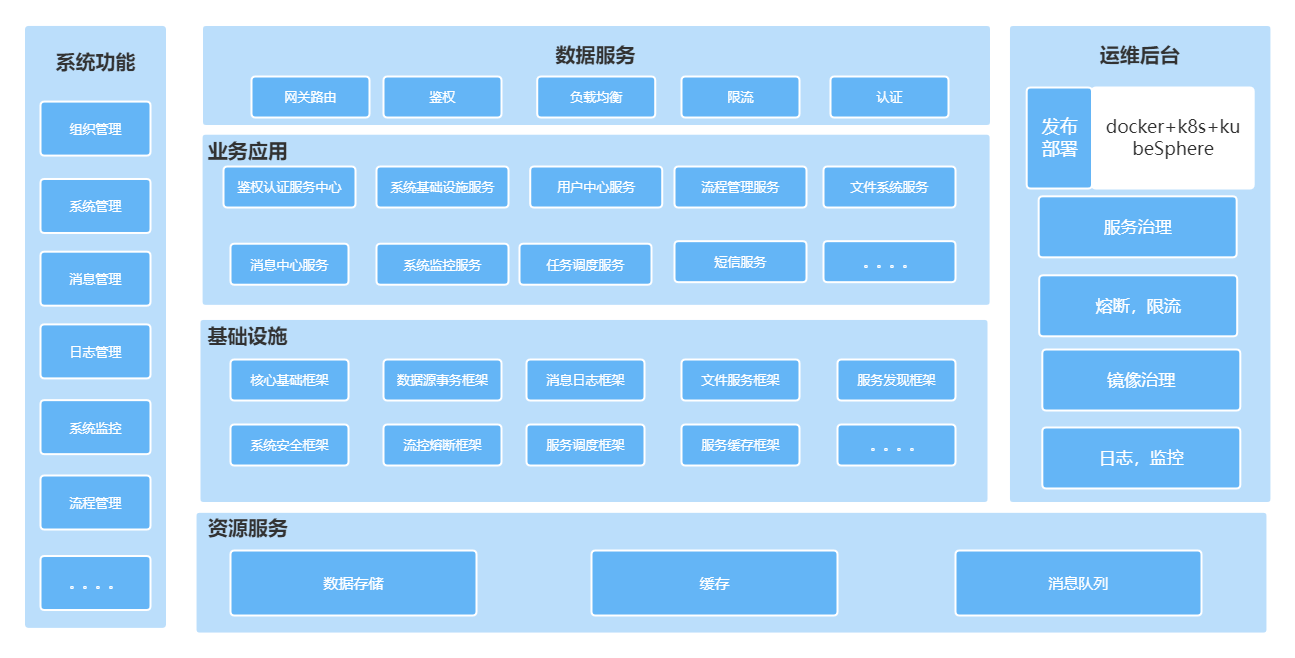 系统功能
组织管理
系统管理
消息管理
日志管理
系统监控
流程管理
....
数据服务
网关路由
鉴权
负载均衡
限流
认证
业务应用
鉴权认证服务中心
系统基础设施服务
用户中心服务
流程管理服务
文件系统服务
消息中心服务
系统监控服务
任务调度服务
短信服务
....
基础设施
核心基础框架
数据源事务框架
消息日志框架
文件服务框架
服务发现框架
系统安全框架
流控熔断框架
服务调度框架
服务缓存框架
....
资源服务
数据存储
缓存
消息队列
运维后台
发布
部署
docker+k8s+ku
beSphere
服务治理
熔断，限流
镜像治理
日志，监控